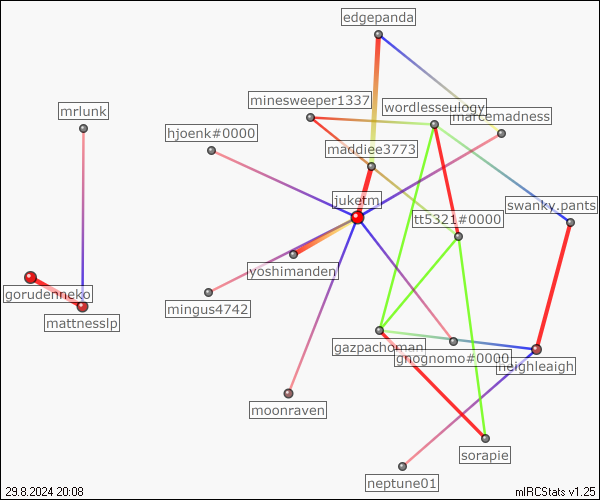 edgepanda
minesweeper1337
wordlesseulogy
marcemadness
mrlunk
hjoenk#0000
maddiee3773
juketm
swanky.pants
tt5321#0000
yoshimanden
gorudenneko
mingus4742
mattnesslp
gazpachoman
gnognomo#0000
heighleaigh
moonraven
sorapie
neptune01
29.8.2024 20:08
mIRCStats v1.25